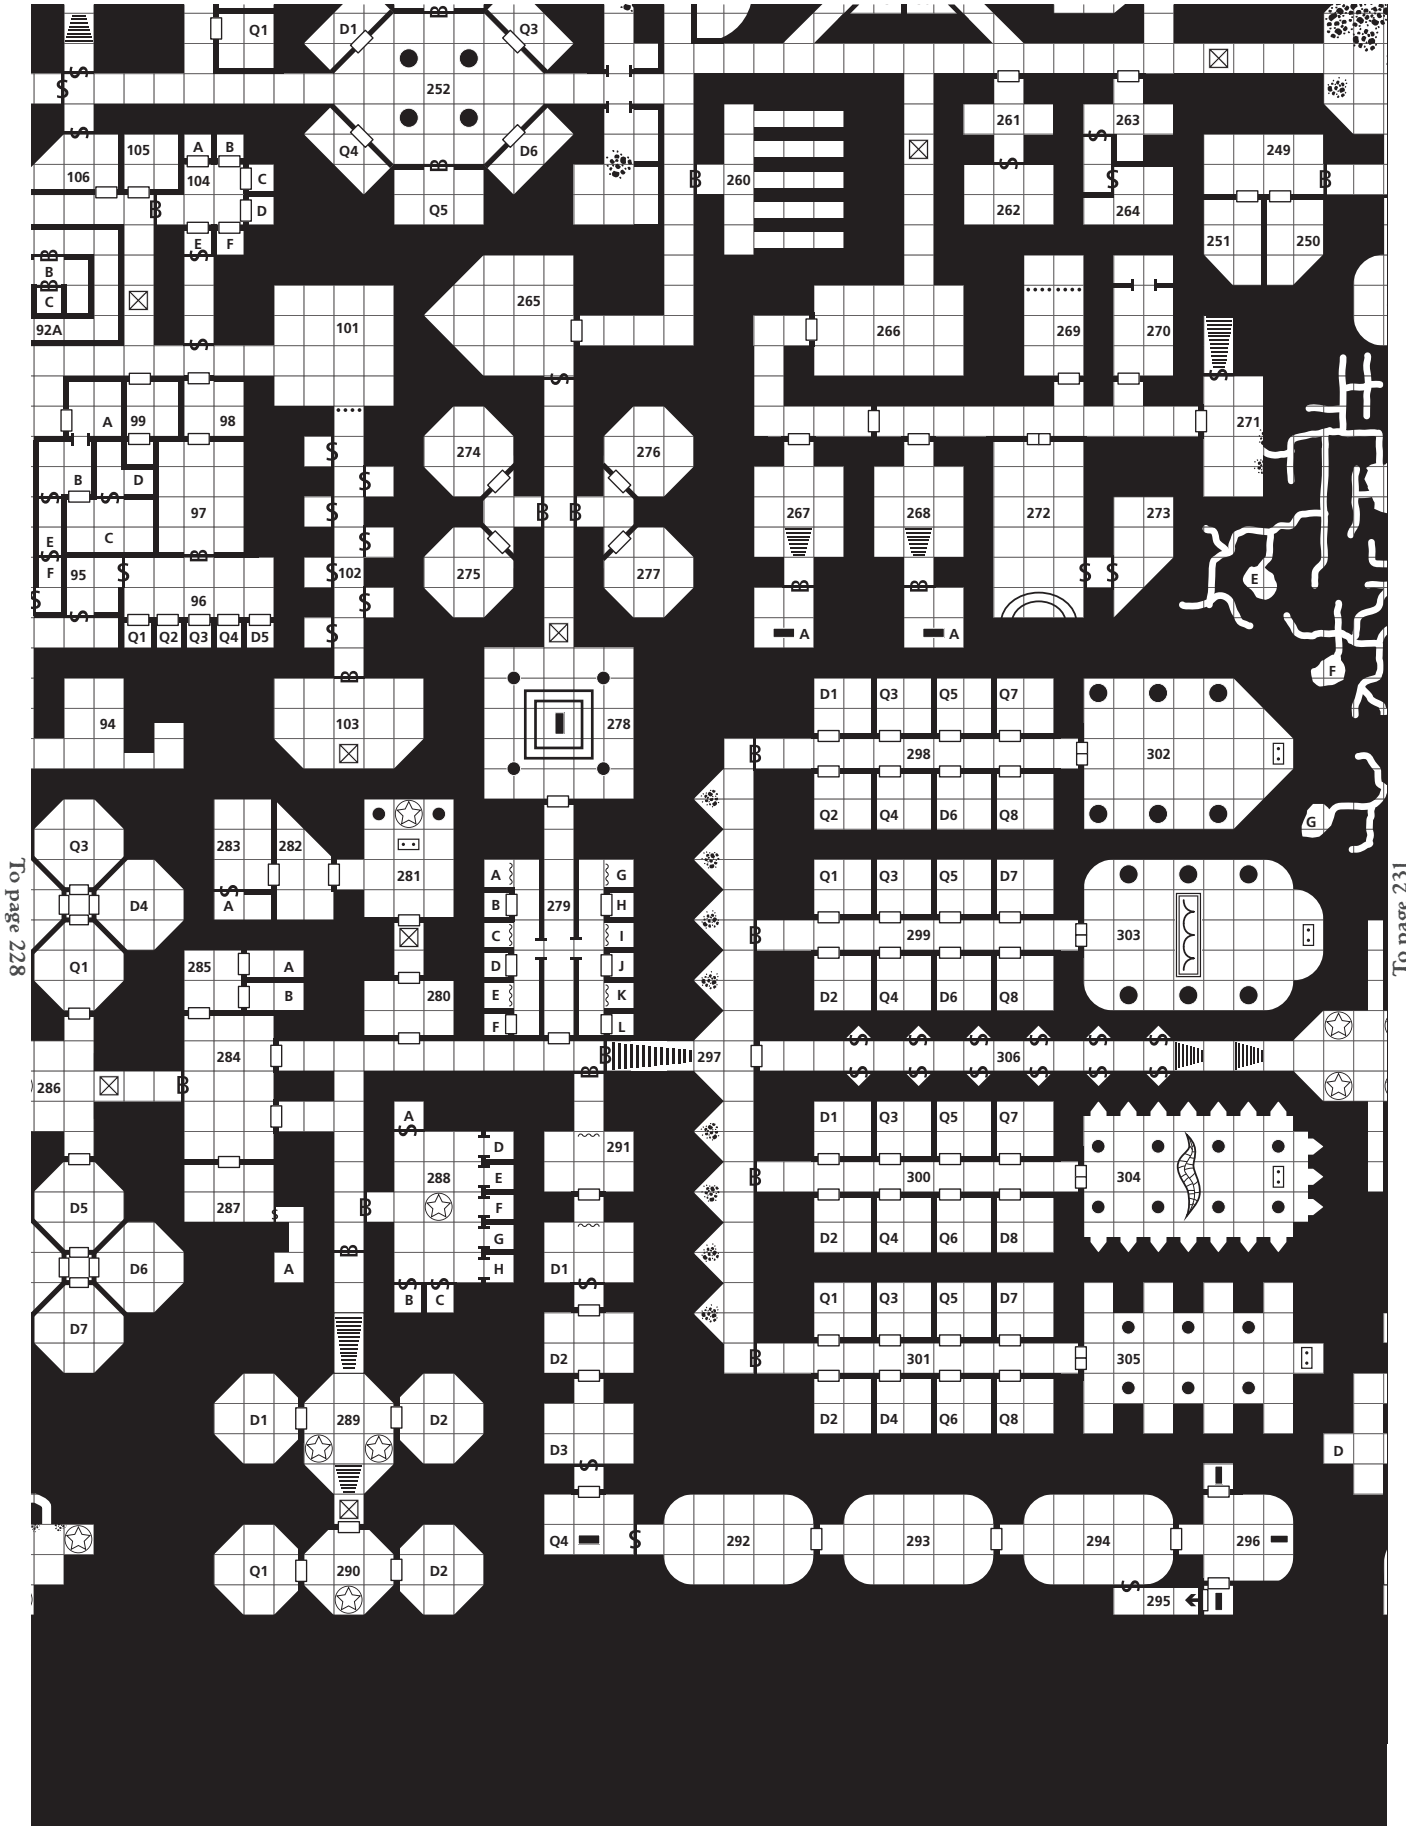 Q1
D1
Q3
S
B
S
252
S
105
A
B
Q4
D6
261
S
263
249
106
104
C
D
B
B
B
260
S
S
B
Q5
262
264
E
F
S
251
250
B
B
B
C
92A
265
101
S
266
269
270
S
S
A
99
98
271
274
276
S
B
D
S
S
S
97
S
B
B
267
268
272
273
E
C
S
S
B
F
95
S
96
S
102
275
277
B
B
S
S
E
S
S
S
Q1
Q2
Q3
Q4
D5
S
A
A
B
F
94
103
278
D1
Q3
Q5
Q7
B
298
302
Q2
Q4
D6
Q8
G
Q3
283
282
281
A
279
G
Q1
Q3
Q5
D7
S
A
D4
B
H
C
I
B
299
303
Q1
285
A
D
J
B
280
E
K
D2
Q4
D6
Q8
F
L
To page 228
To page 231
284
B
B
297
306
S
S
S
S
S
S
S
S
S
S
S
S
286
B
A
S
D1
Q3
Q5
Q7
291
288
D
E
B
300
304
D5
287
B
F
S
D2
Q4
Q6
D8
G
B
D6
A
H
D1
S
S
B
C
S
Q1
Q3
Q5
D7
D7
D2
B
301
305
D1
289
D2
D2
D4
Q6
Q8
D3
D
S
Q4
S
292
293
294
296
Q1
290
D2
S
295